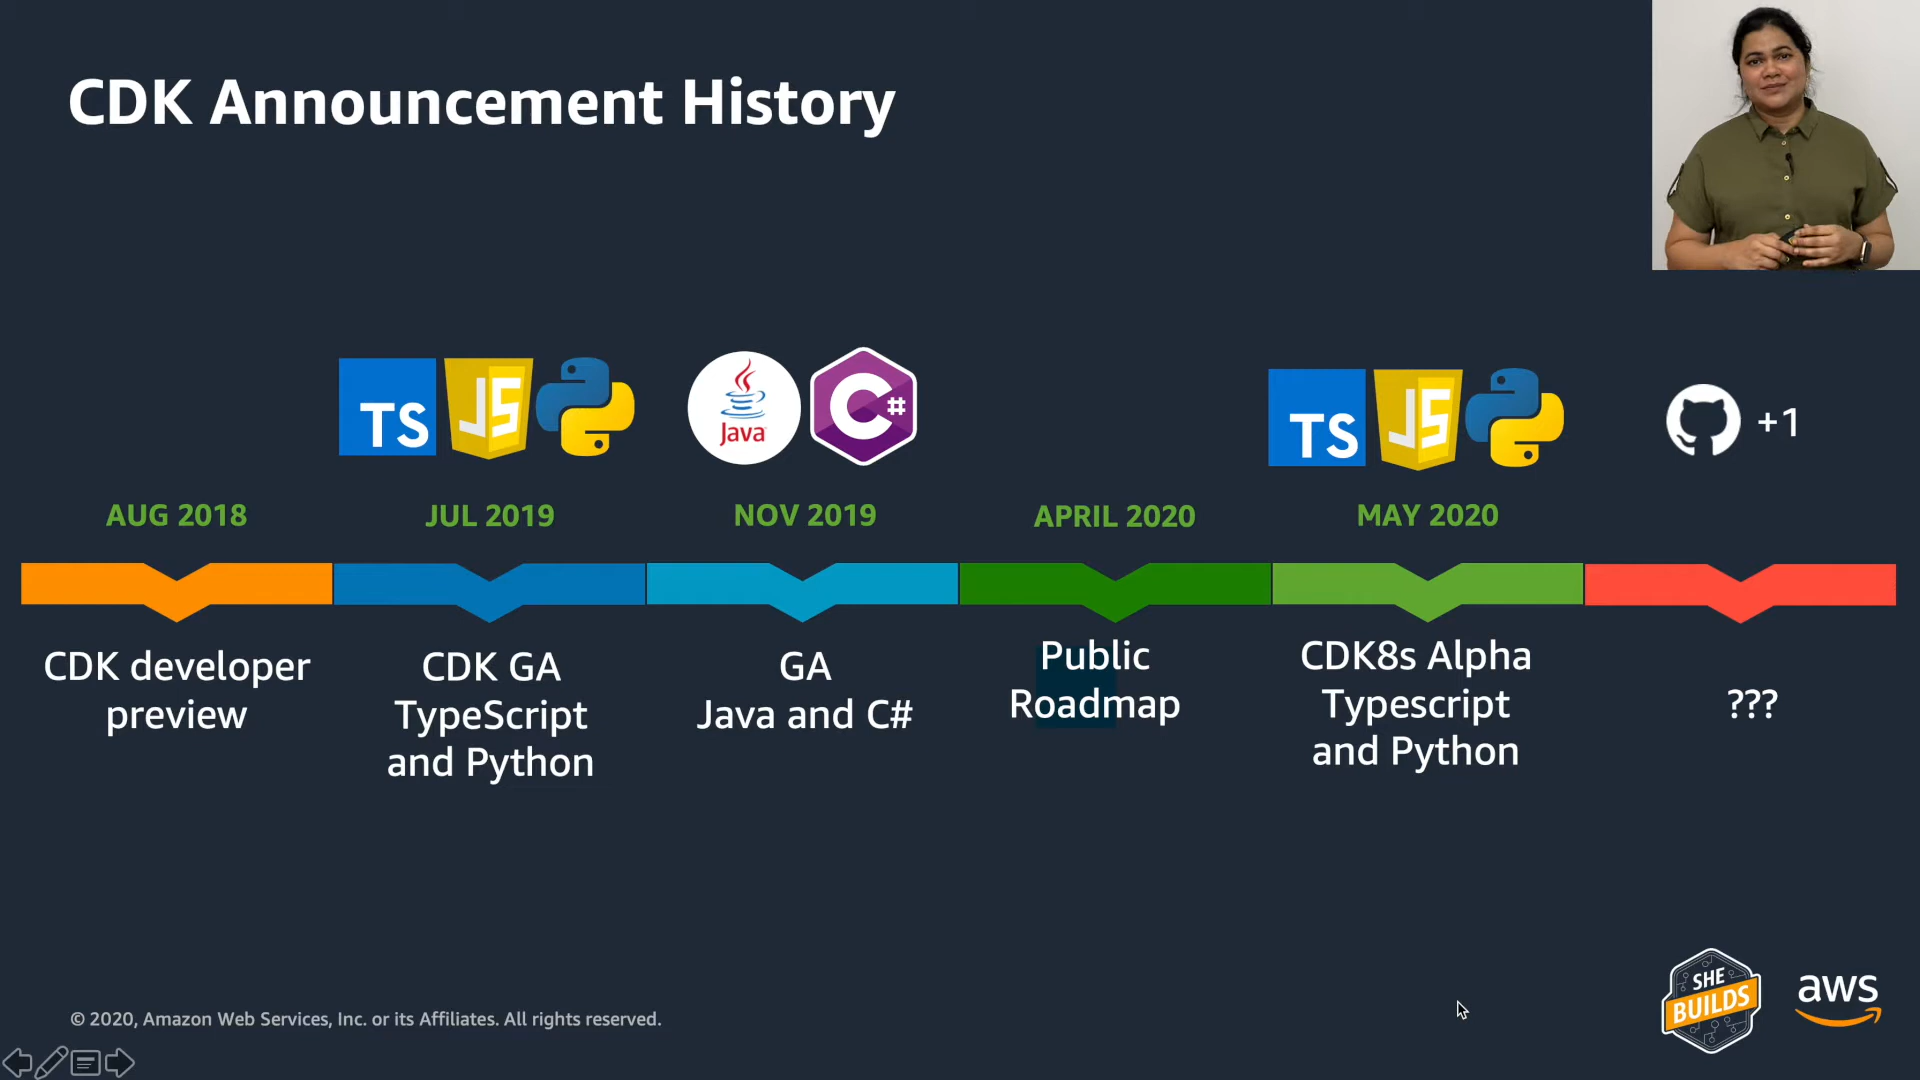 CDK Announcement History
TS
JS
Java
C#
TS
JS
+1
AUG 2018
JUL 2019
NOV 2019
APRIL 2020
MAY 2020
CDK developer
preview
CDK GA
TypeScript
and Python
GA
Java and C#
Public
Roadmap
CDK8s Alpha
Typescript
and Python
???
SHE
BUILDS
aws
© 2020, Amazon Web Services, Inc. or its Affiliates. All rights reserved.